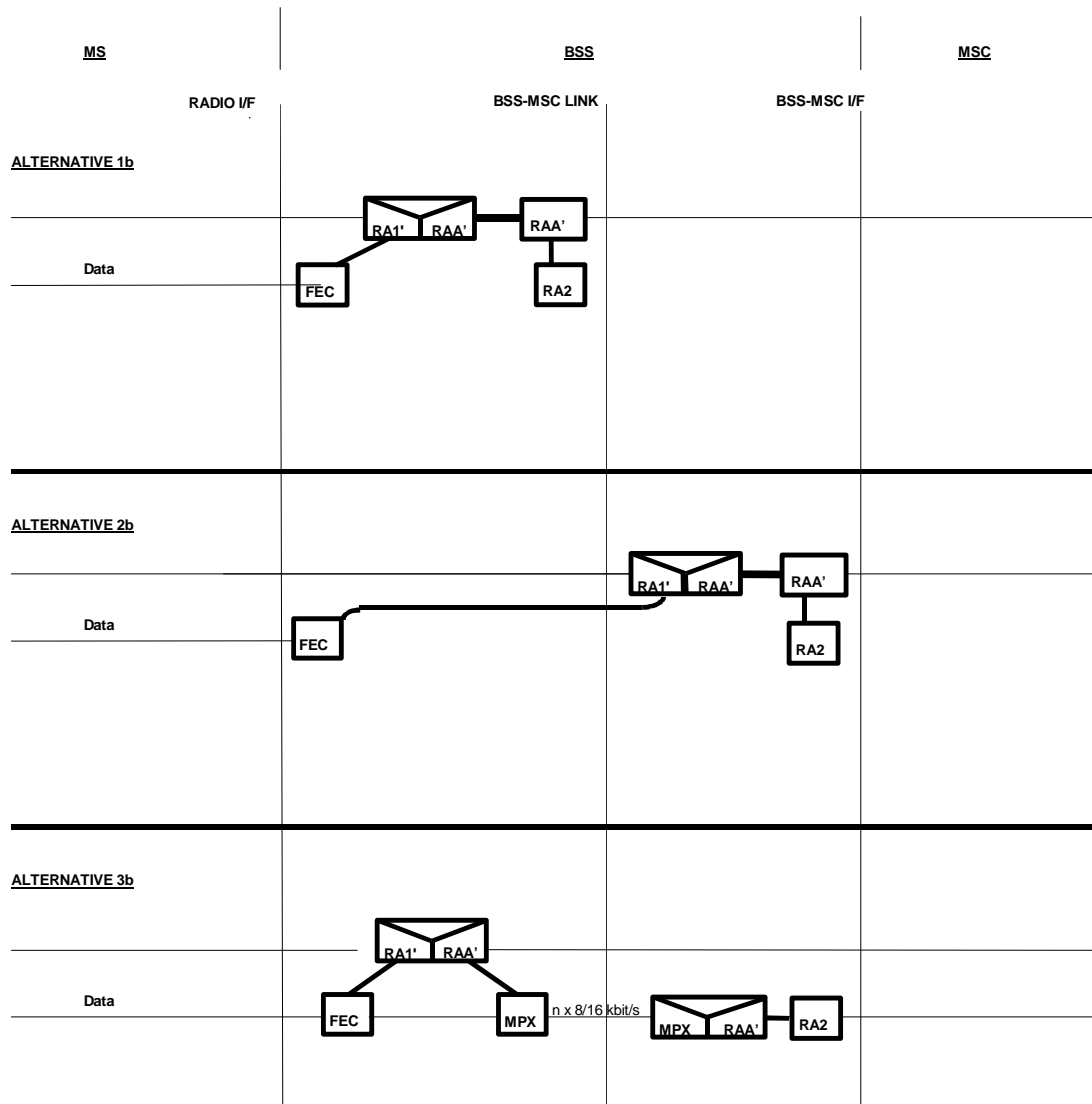 MS BSS MSC
RADIO I/F BSS-MSC LINK BSS-MSC I/F
ALTERNATIVE 1b
RA1' RAA' RAA'
Data
FEC RA2
ALTERNATIVE 2b
RA1' RAA' RAA'
Data
FEC RA2
ALTERNATIVE 3b
RA1' RAA'
Data
FEC MPX n x 8/16 kbit/s MPX RAA' RA2